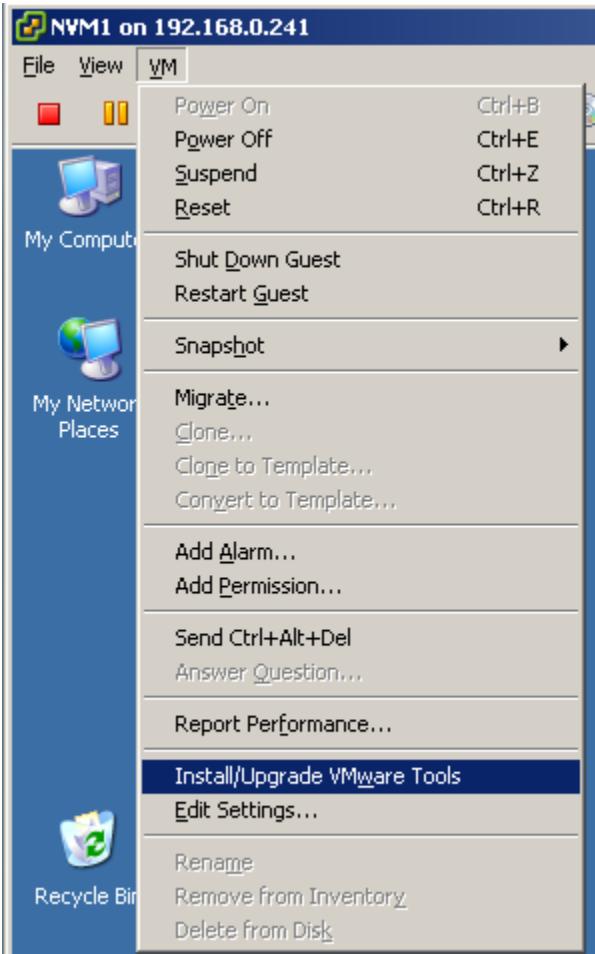 NVM1 on 192.168.0.241
File View VM
Power On Ctrl+B
Power Off Ctrl+E
Suspend Ctrl+Z
Reset Ctrl+R
Shut Down Guest
Restart Guest
Snapshot
Migrate...
Clone...
Clone to Template...
Convert to Template...
Add Alarm...
Add Permission...
Send Ctrl+Alt+Del
Answer Question...
Report Performance...
Install/Upgrade VMware Tools
Edit Settings...
Rename
Remove from Inventory
Delete from Disk
My Compute
My Networ
Places
Recycle Bin